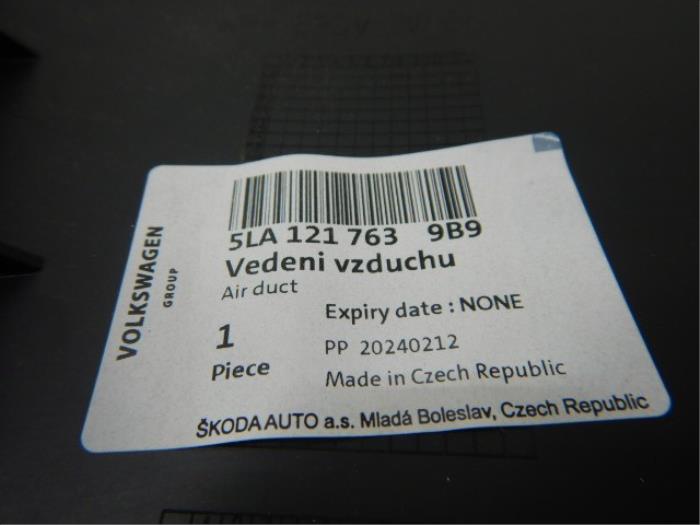 VOLKSWAGEN
GROUP
5LA 121 763 9B9
Vedeni vzduchu
Air duct
1
Piece
Expiry date : NONE
PP 20240212
Made in Czech Republic
ŠKODA AUTO a.s. Mladá Boleslav, Czech Republic